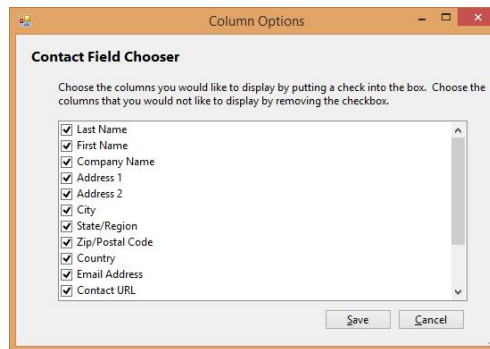 Column Options
Contact Field Chooser
Choose the columns you would like to display by putting a check into the box. Choose the
columns that you would not like to display by removing the checkbox.
Last Name
First Name
Company Name
Address 1
Address 2
City
State/Region
Zip/Postal Code
Country
Email Address
Contact URL
Save Cancel